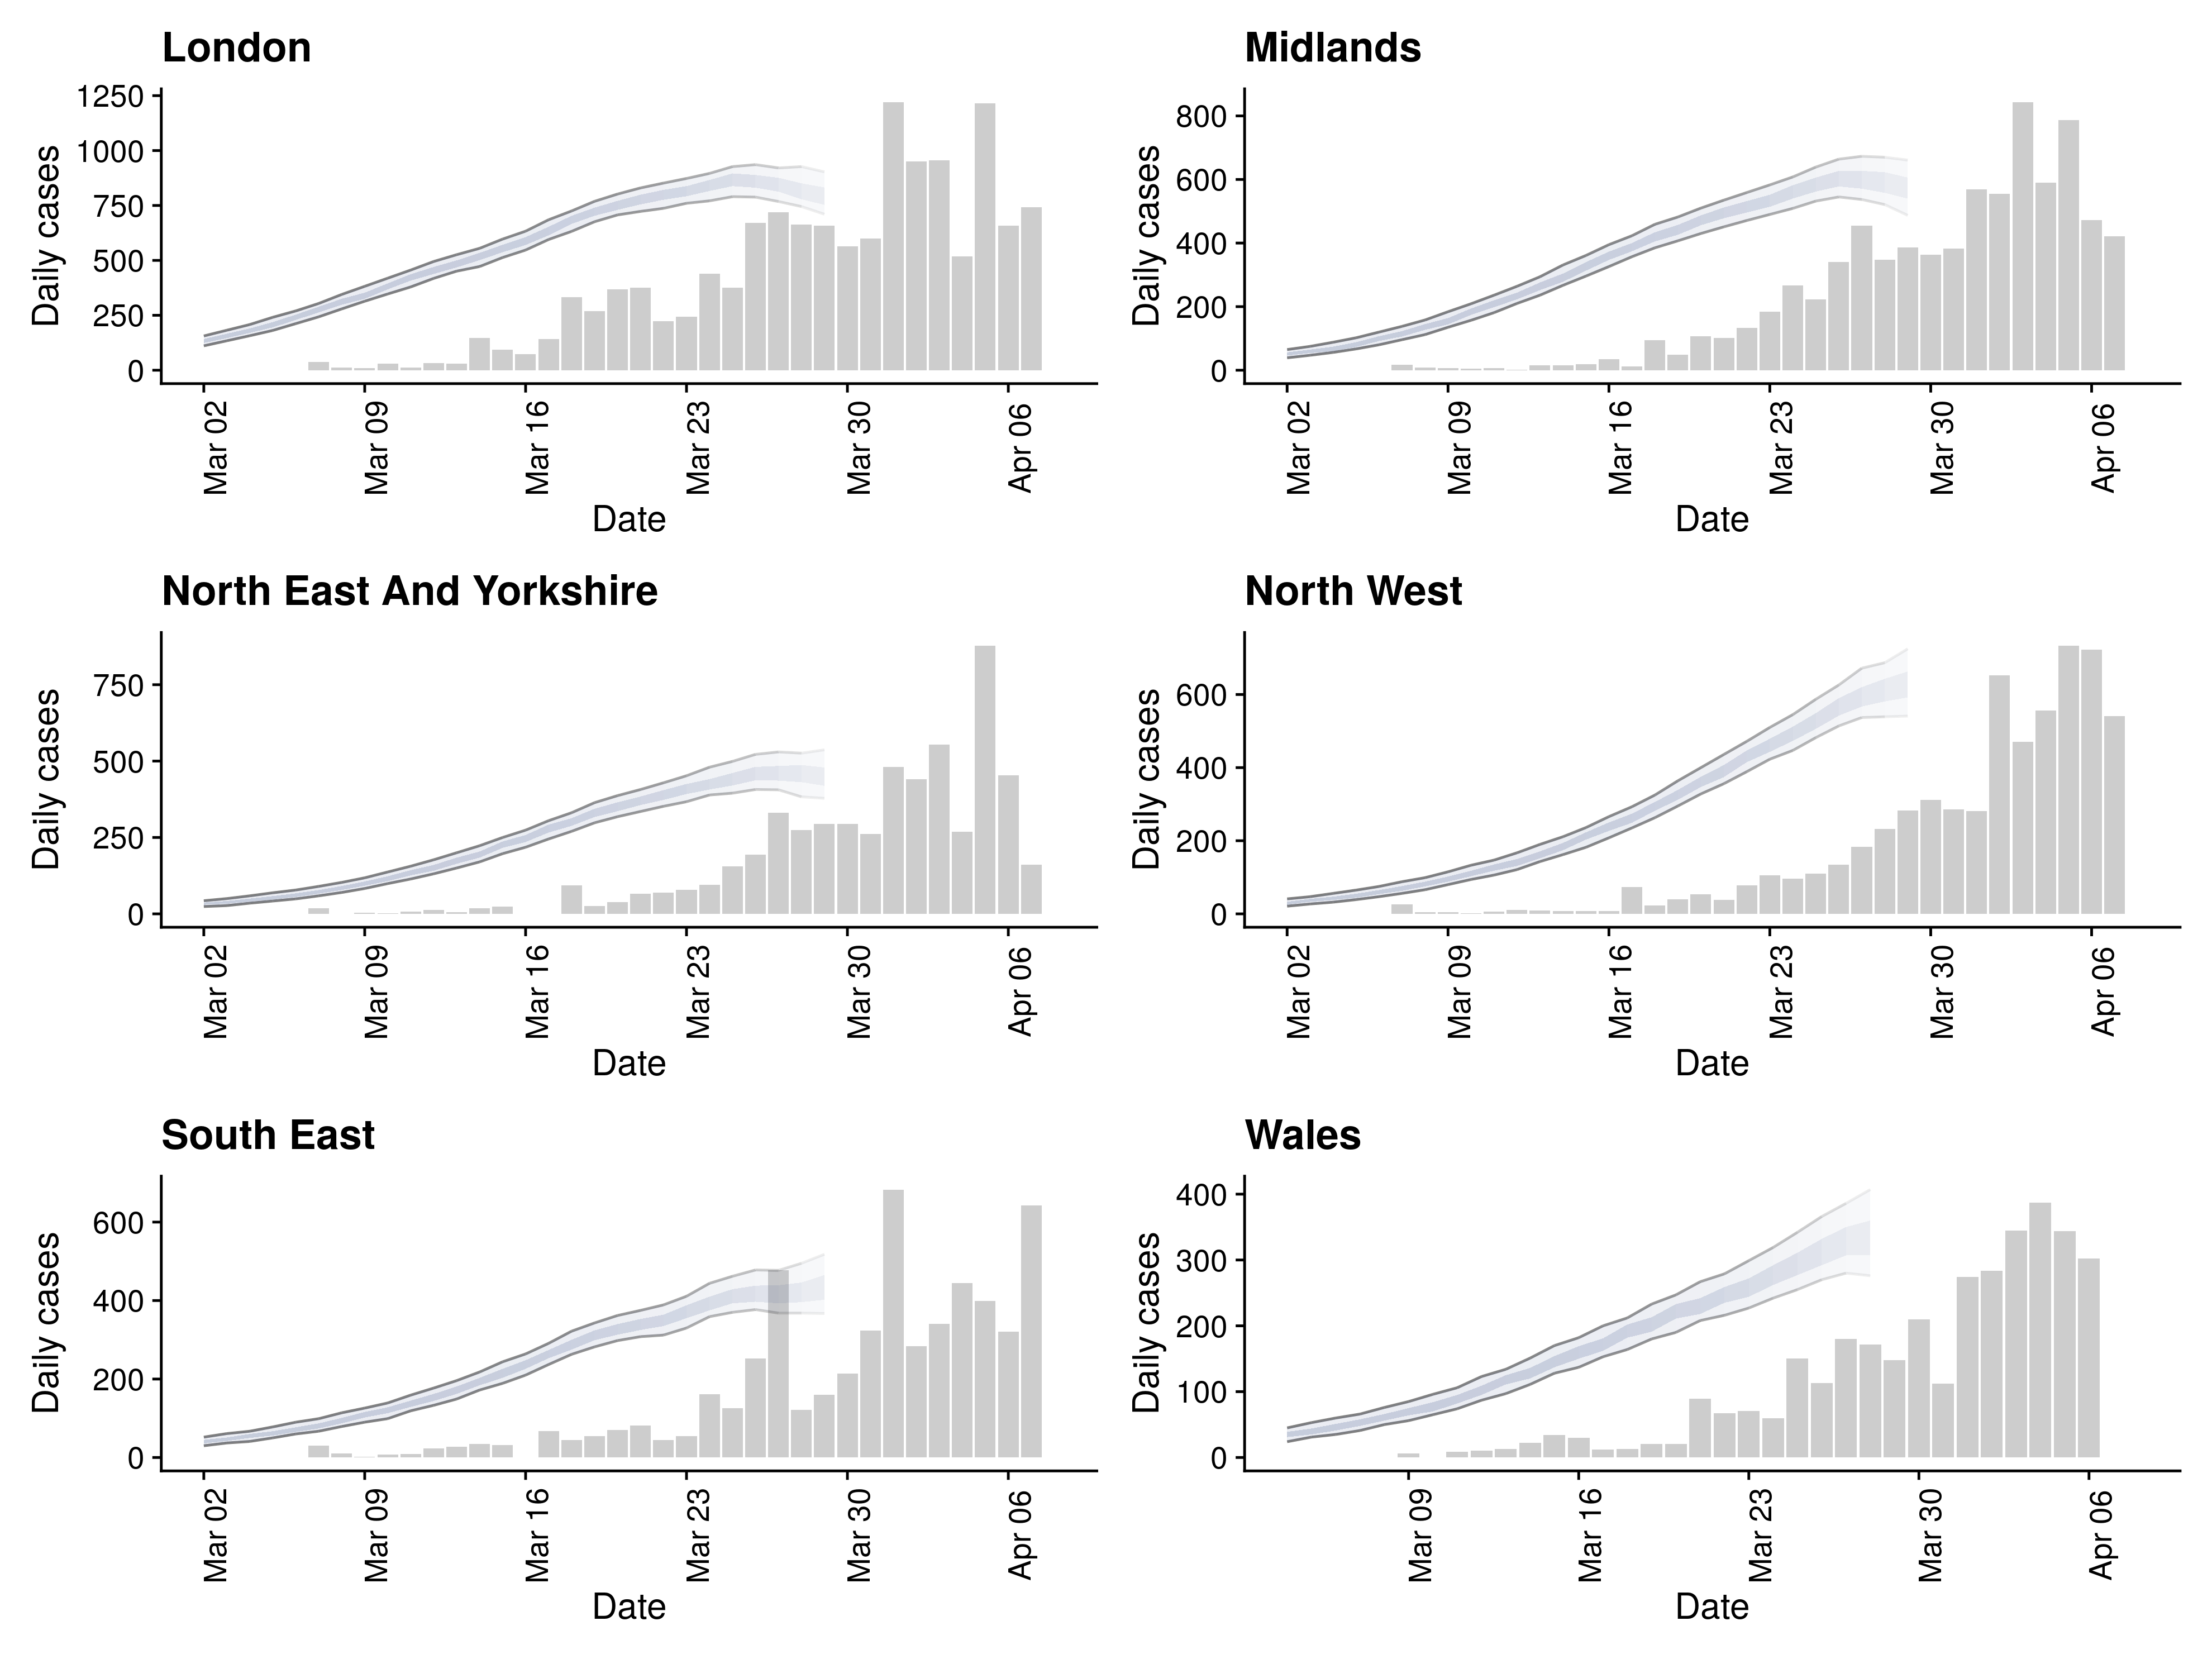 London
Daily cases
1250
1000
750
500
250
0
Mar 02
Mar 09
Mar 16
Mar 23
Mar 30
Apr 06
Date
Midlands
Daily cases
800
600
400
200
0
Mar 02
Mar 09
Mar 16
Mar 23
Mar 30
Apr 06
Date
North East And Yorkshire
Daily cases
750
500
250
0
Mar 02
Mar 09
Mar 16
Mar 23
Mar 30
Apr 06
Date
North West
Daily cases
600
400
200
0
Mar 02
Mar 09
Mar 16
Mar 23
Mar 30
Apr 06
Date
South East
Daily cases
600
400
200
0
Mar 02
Mar 09
Mar 16
Mar 23
Mar 30
Apr 06
Date
Wales
Daily cases
400
300
200
100
0
Mar 09
Mar 16
Mar 23
Mar 30
Apr 06
Date